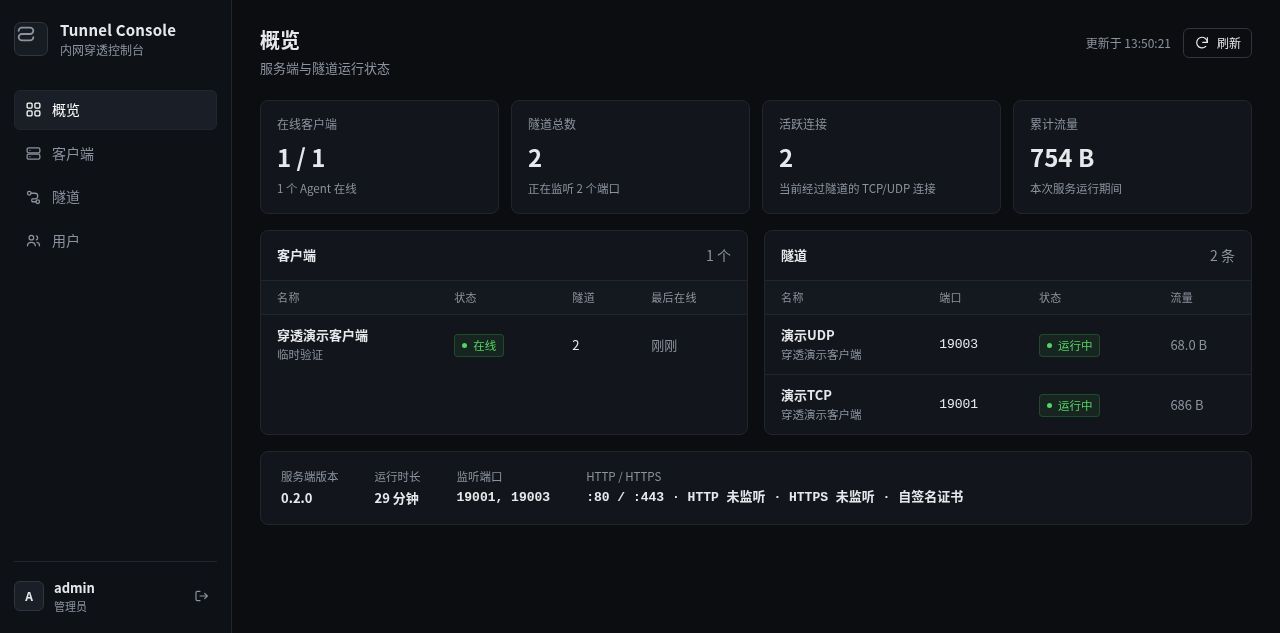 Tunnel Console
内网穿透控制台
概览
客户端
隧道
用户
A
admin
管理员
概览
服务端与隧道运行状态
更新于 13:50:21
刷新
在线客户端
1 / 1
1 个 Agent 在线
隧道总数
2
正在监听 2 个端口
活跃连接
2
当前经过隧道的 TCP/UDP 连接
累计流量
754 B
本次服务运行期间
客户端 1 个
名称 状态 隧道 最后在线
穿透演示客户端
临时验证
在线 2 刚刚
隧道 2 条
名称 端口 状态 流量
演示UDP
穿透演示客户端
19003 运行中 68.0 B
演示TCP
穿透演示客户端
19001 运行中 686 B
服务端版本 运行时长 监听端口 HTTP / HTTPS
0.2.0 29 分钟 19001, 19003 :80 / :443 · HTTP 未监听 · HTTPS 未监听 · 自签名证书